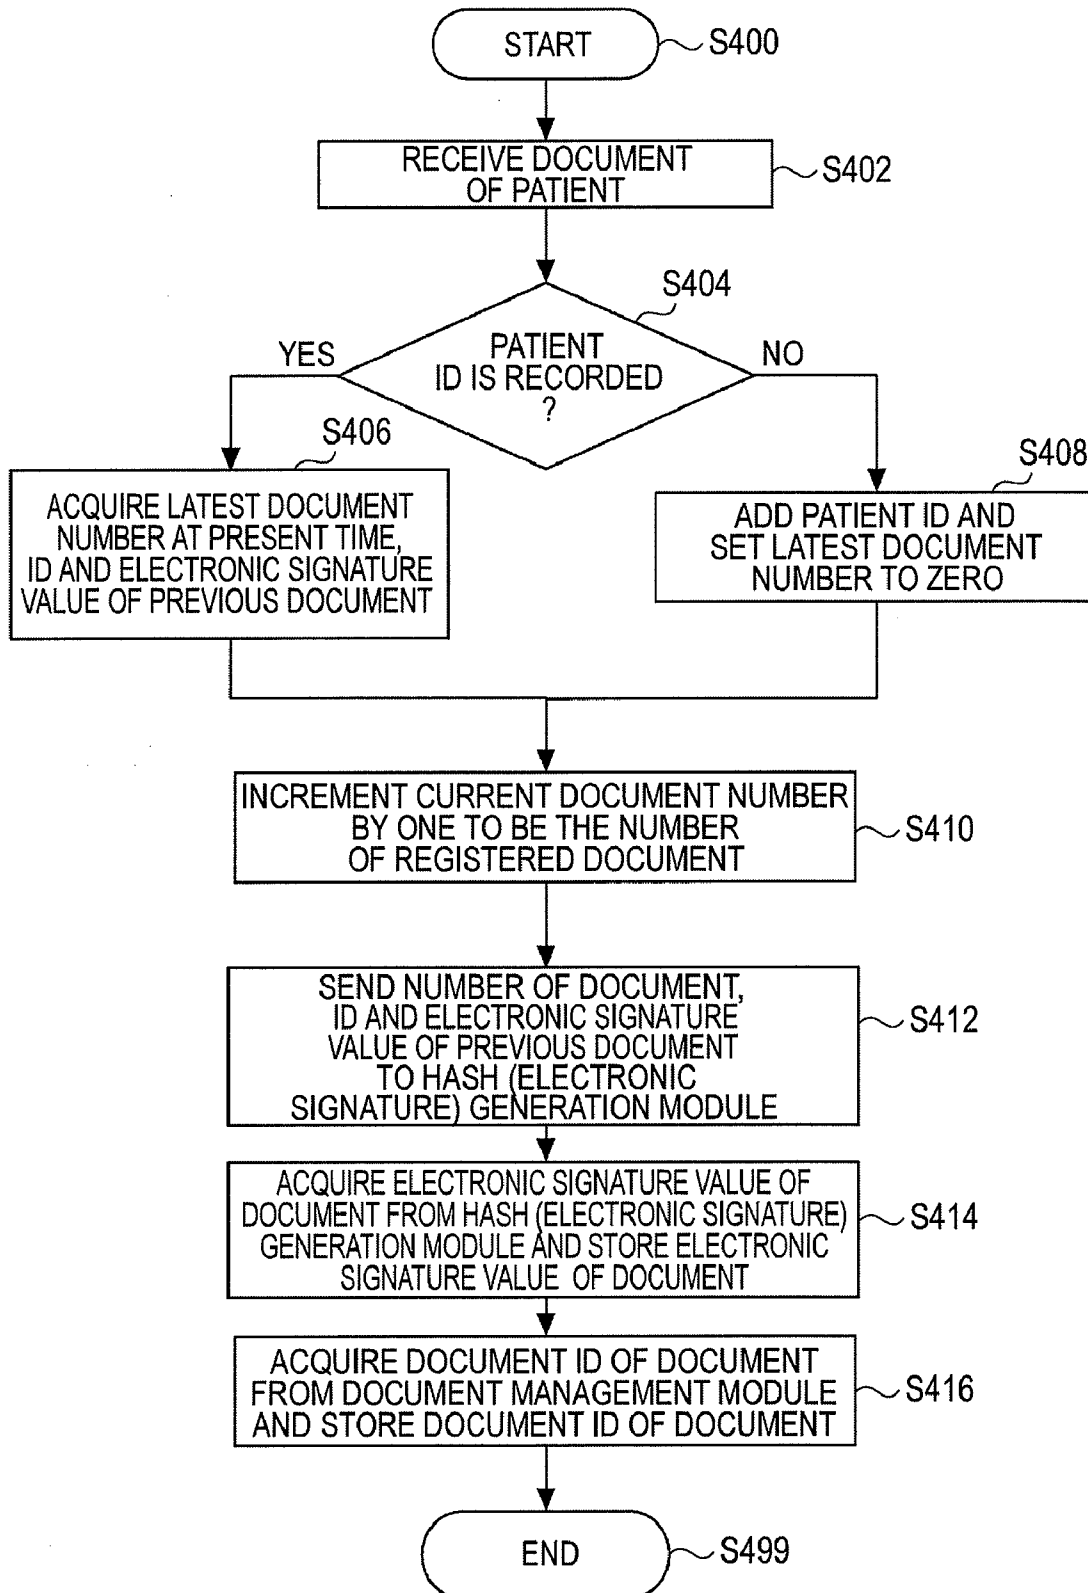 START
S400
RECEIVE DOCUMENT
OF PATIENT
S402
S404
PATIENT
ID IS RECORDED
?
YES
NO
S406
ACQUIRE LATEST DOCUMENT
NUMBER AT PRESENT TIME,
ID AND ELECTRONIC SIGNATURE
VALUE OF PREVIOUS DOCUMENT
S408
ADD PATIENT ID AND
SET LATEST DOCUMENT
NUMBER TO ZERO
INCREMENT CURRENT DOCUMENT NUMBER
BY ONE TO BE THE NUMBER
OF REGISTERED DOCUMENT
S410
SEND NUMBER OF DOCUMENT,
ID AND ELECTRONIC SIGNATURE
VALUE OF PREVIOUS DOCUMENT
TO HASH (ELECTRONIC
SIGNATURE) GENERATION MODULE
S412
ACQUIRE ELECTRONIC SIGNATURE VALUE OF
DOCUMENT FROM HASH (ELECTRONIC SIGNATURE)
GENERATION MODULE AND STORE ELECTRONIC
SIGNATURE VALUE OF DOCUMENT
S414
ACQUIRE DOCUMENT ID OF DOCUMENT
FROM DOCUMENT MANAGEMENT MODULE
AND STORE DOCUMENT ID OF DOCUMENT
S416
END
S499